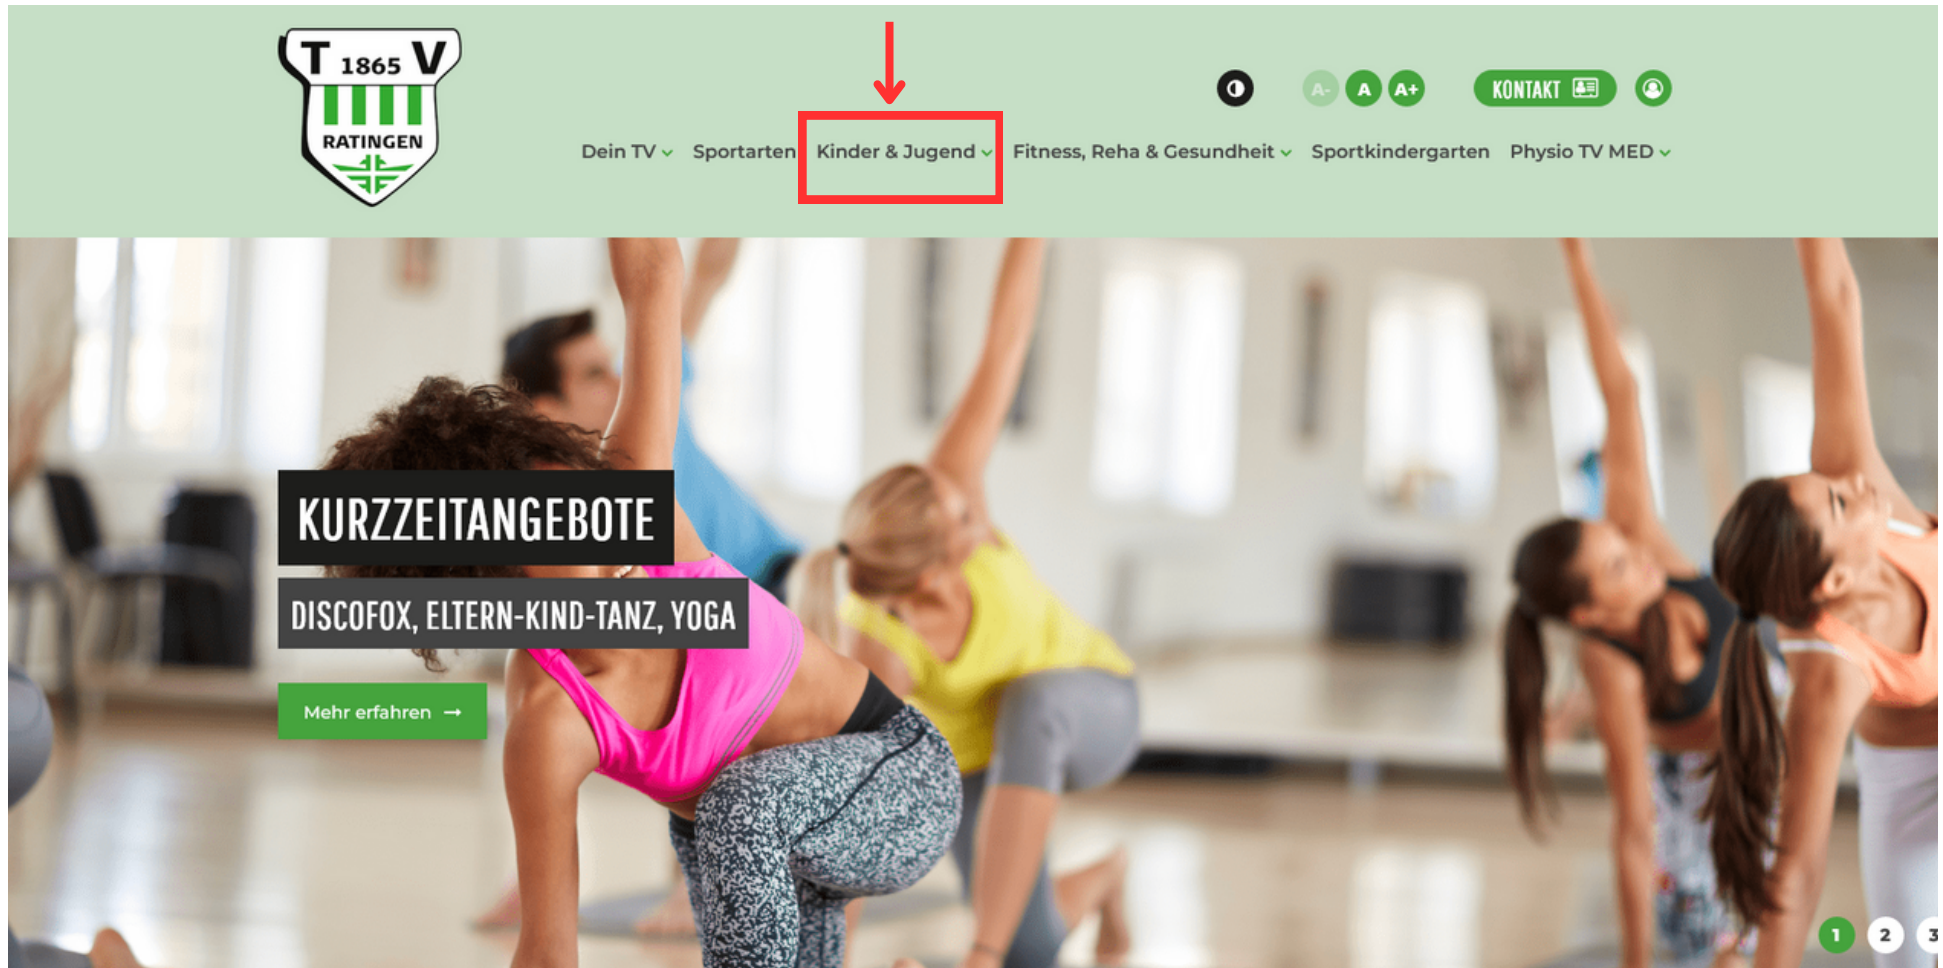 T 1865 V
RATINGEN
A- A A+ KONTAKT
Dein TV Sportarten Kinder & Jugend Fitness, Reha & Gesundheit Sportkindergarten Physio TV MED
KURZZEITANGEBOTE
DISCOFOX, ELTERN-KIND-TANZ, YOGA
Mehr erfahren →
1 2 3